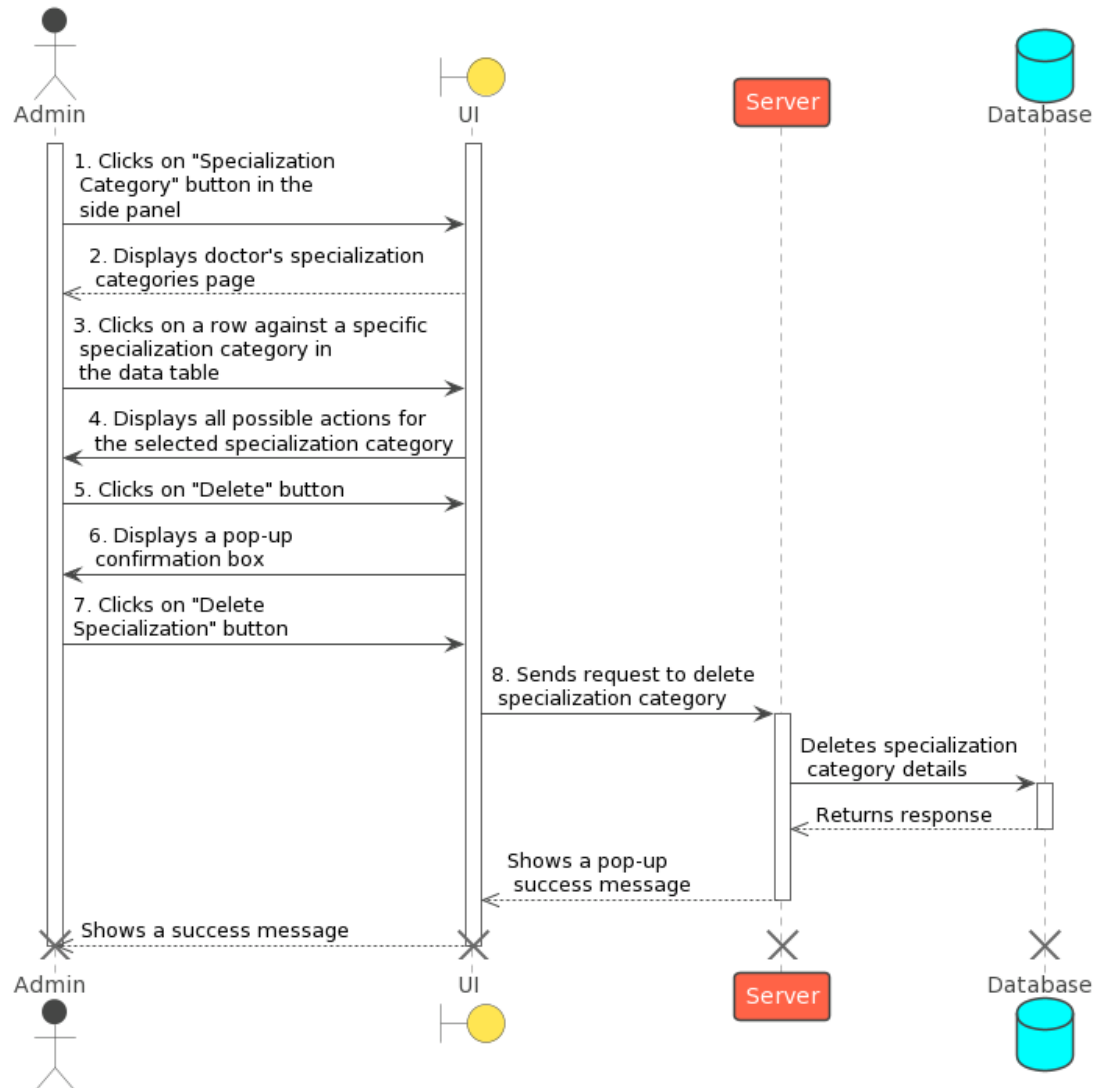 Admin
UI
Server
Database
1. Clicks on "Specialization
Category" button in the
side panel
2. Displays doctor's specialization
categories page
3. Clicks on a row against a specific
specialization category in
the data table
4. Displays all possible actions for
the selected specialization category
5. Clicks on "Delete" button
6. Displays a pop-up
confirmation box
7. Clicks on "Delete
Specialization" button
8. Sends request to delete
specialization category
Deletes specialization
category details
Returns response
Shows a pop-up
success message
Shows a success message
Admin
UI
Server
Database